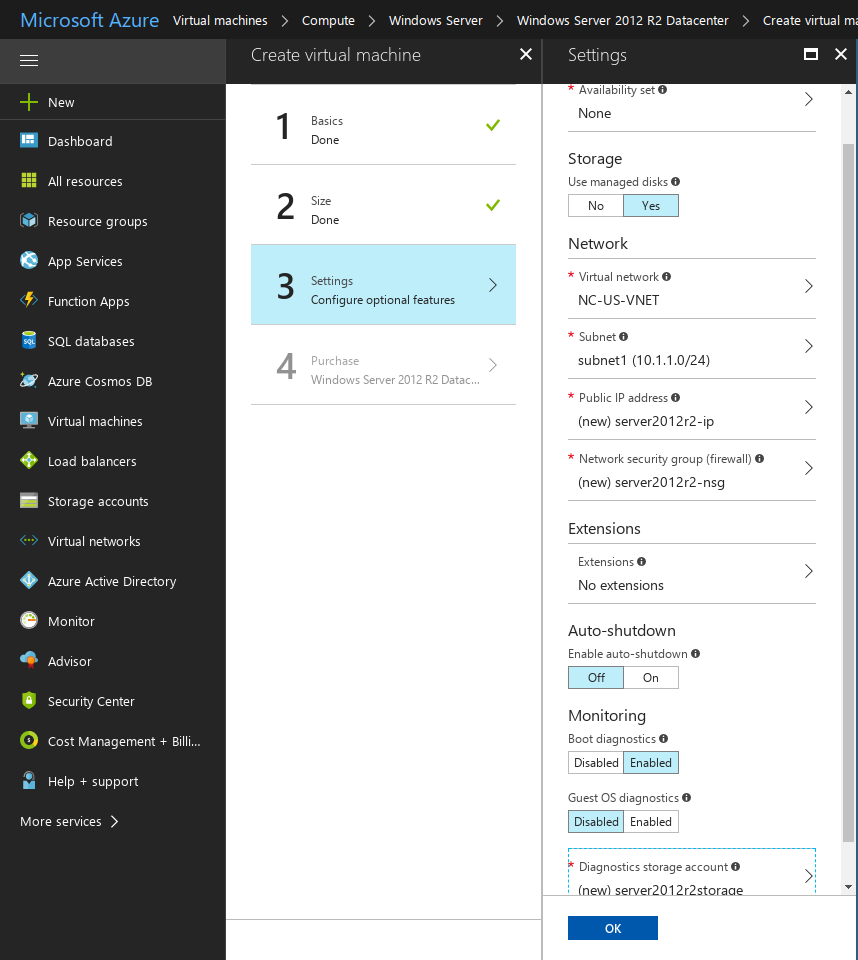 Microsoft Azure Virtual machines Compute Windows Server Windows Server 2012 R2 Datacenter Create virtual ma
New
Dashboard
All resources
Resource groups
App Services
Function Apps
SQL databases
Azure Cosmos DB
Virtual machines
Load balancers
Storage accounts
Virtual networks
Azure Active Directory
Monitor
Advisor
Security Center
Cost Management + Billi...
Help + support
More services
Create virtual machine
1 Basics
Done
2 Size
Done
3 Settings
Configure optional features
4 Purchase
Windows Server 2012 R2 Datac...
Settings
* Availability set
None
Storage
Use managed disks
No Yes
Network
* Virtual network
NC-US-VNET
* Subnet
subnet1 (10.1.1.0/24)
* Public IP address
(new) server2012r2-ip
* Network security group (firewall)
(new) server2012r2-nsg
Extensions
Extensions
No extensions
Auto-shutdown
Enable auto-shutdown
Off On
Monitoring
Boot diagnostics
Disabled Enabled
Guest OS diagnostics
Disabled Enabled
* Diagnostics storage account
(new) server2012r2storage
OK